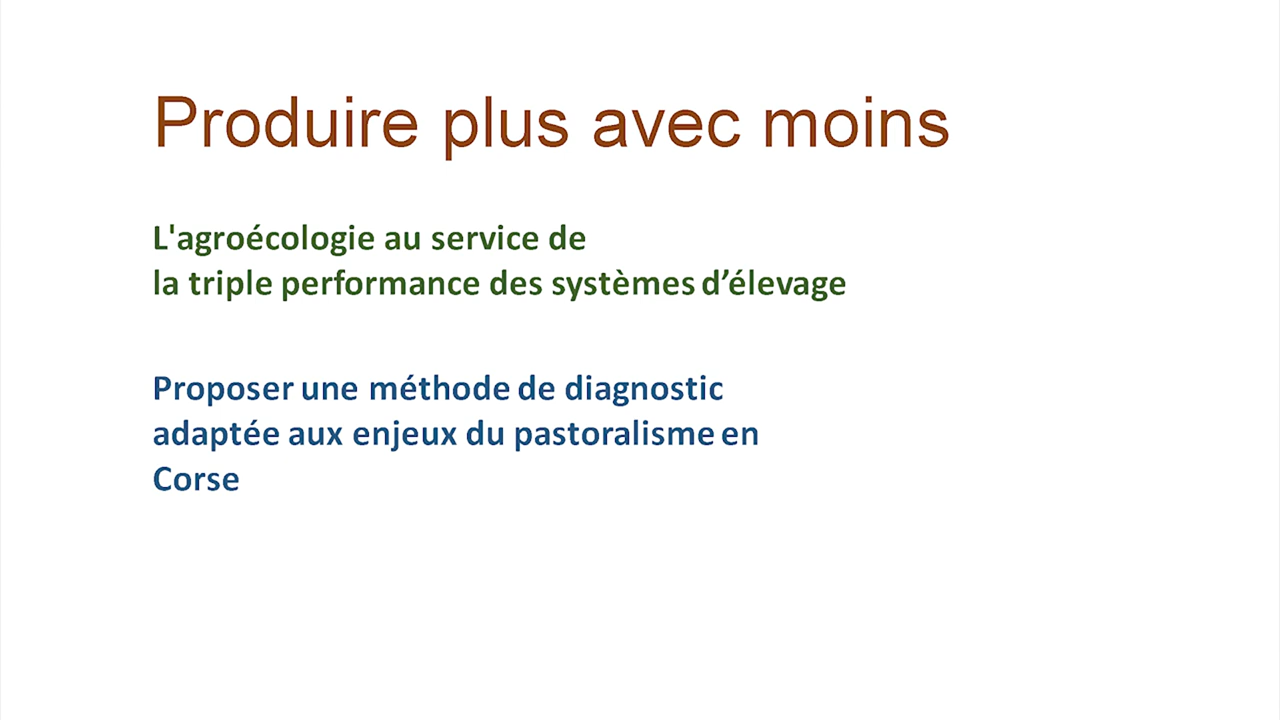 Produire plus avec moins
L'agroécologie au service de
la triple performance des systèmes d’élevage
Proposer une méthode de diagnostic
adaptée aux enjeux du pastoralisme en
Corse